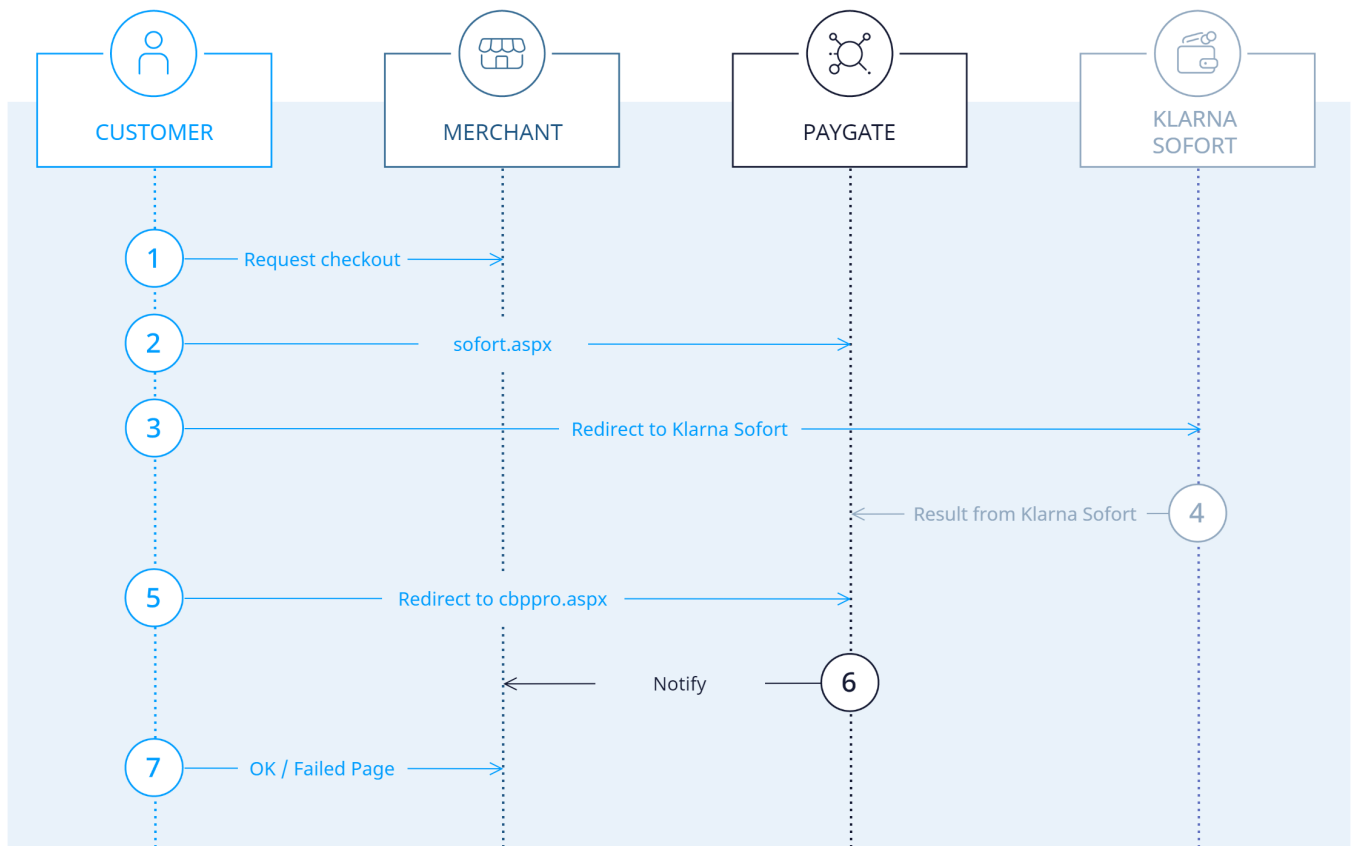 CUSTOMER
MERCHANT
PAYGATE
KLARNA
SOFORT
1
Request checkout
2
sofort.aspx
3
Redirect to Klarna Sofort
Result from Klarna Sofort
4
5
Redirect to cbppro.aspx
Notify
6
7
OK / Failed Page